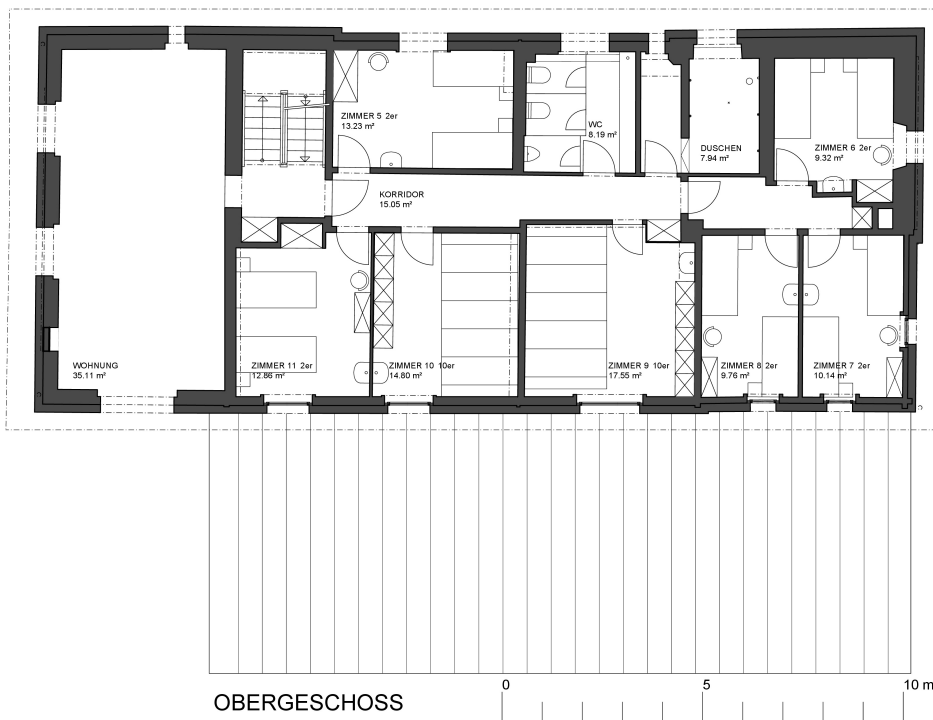 ZIMMER 5 2er
13.23 m²
WC
8.19 m²
DUSCHEN
7.94 m²
ZIMMER 6 2er
9.32 m²
KORRIDOR
15.05 m²
WOHNUNG
35.11 m²
ZIMMER 11 2er
12.86 m²
ZIMMER 10 10er
14.80 m²
ZIMMER 9 10er
17.55 m²
ZIMMER 8 2er
9.76 m²
ZIMMER 7 2er
10.14 m²
OBERGESCHOSS
0 5 10 m